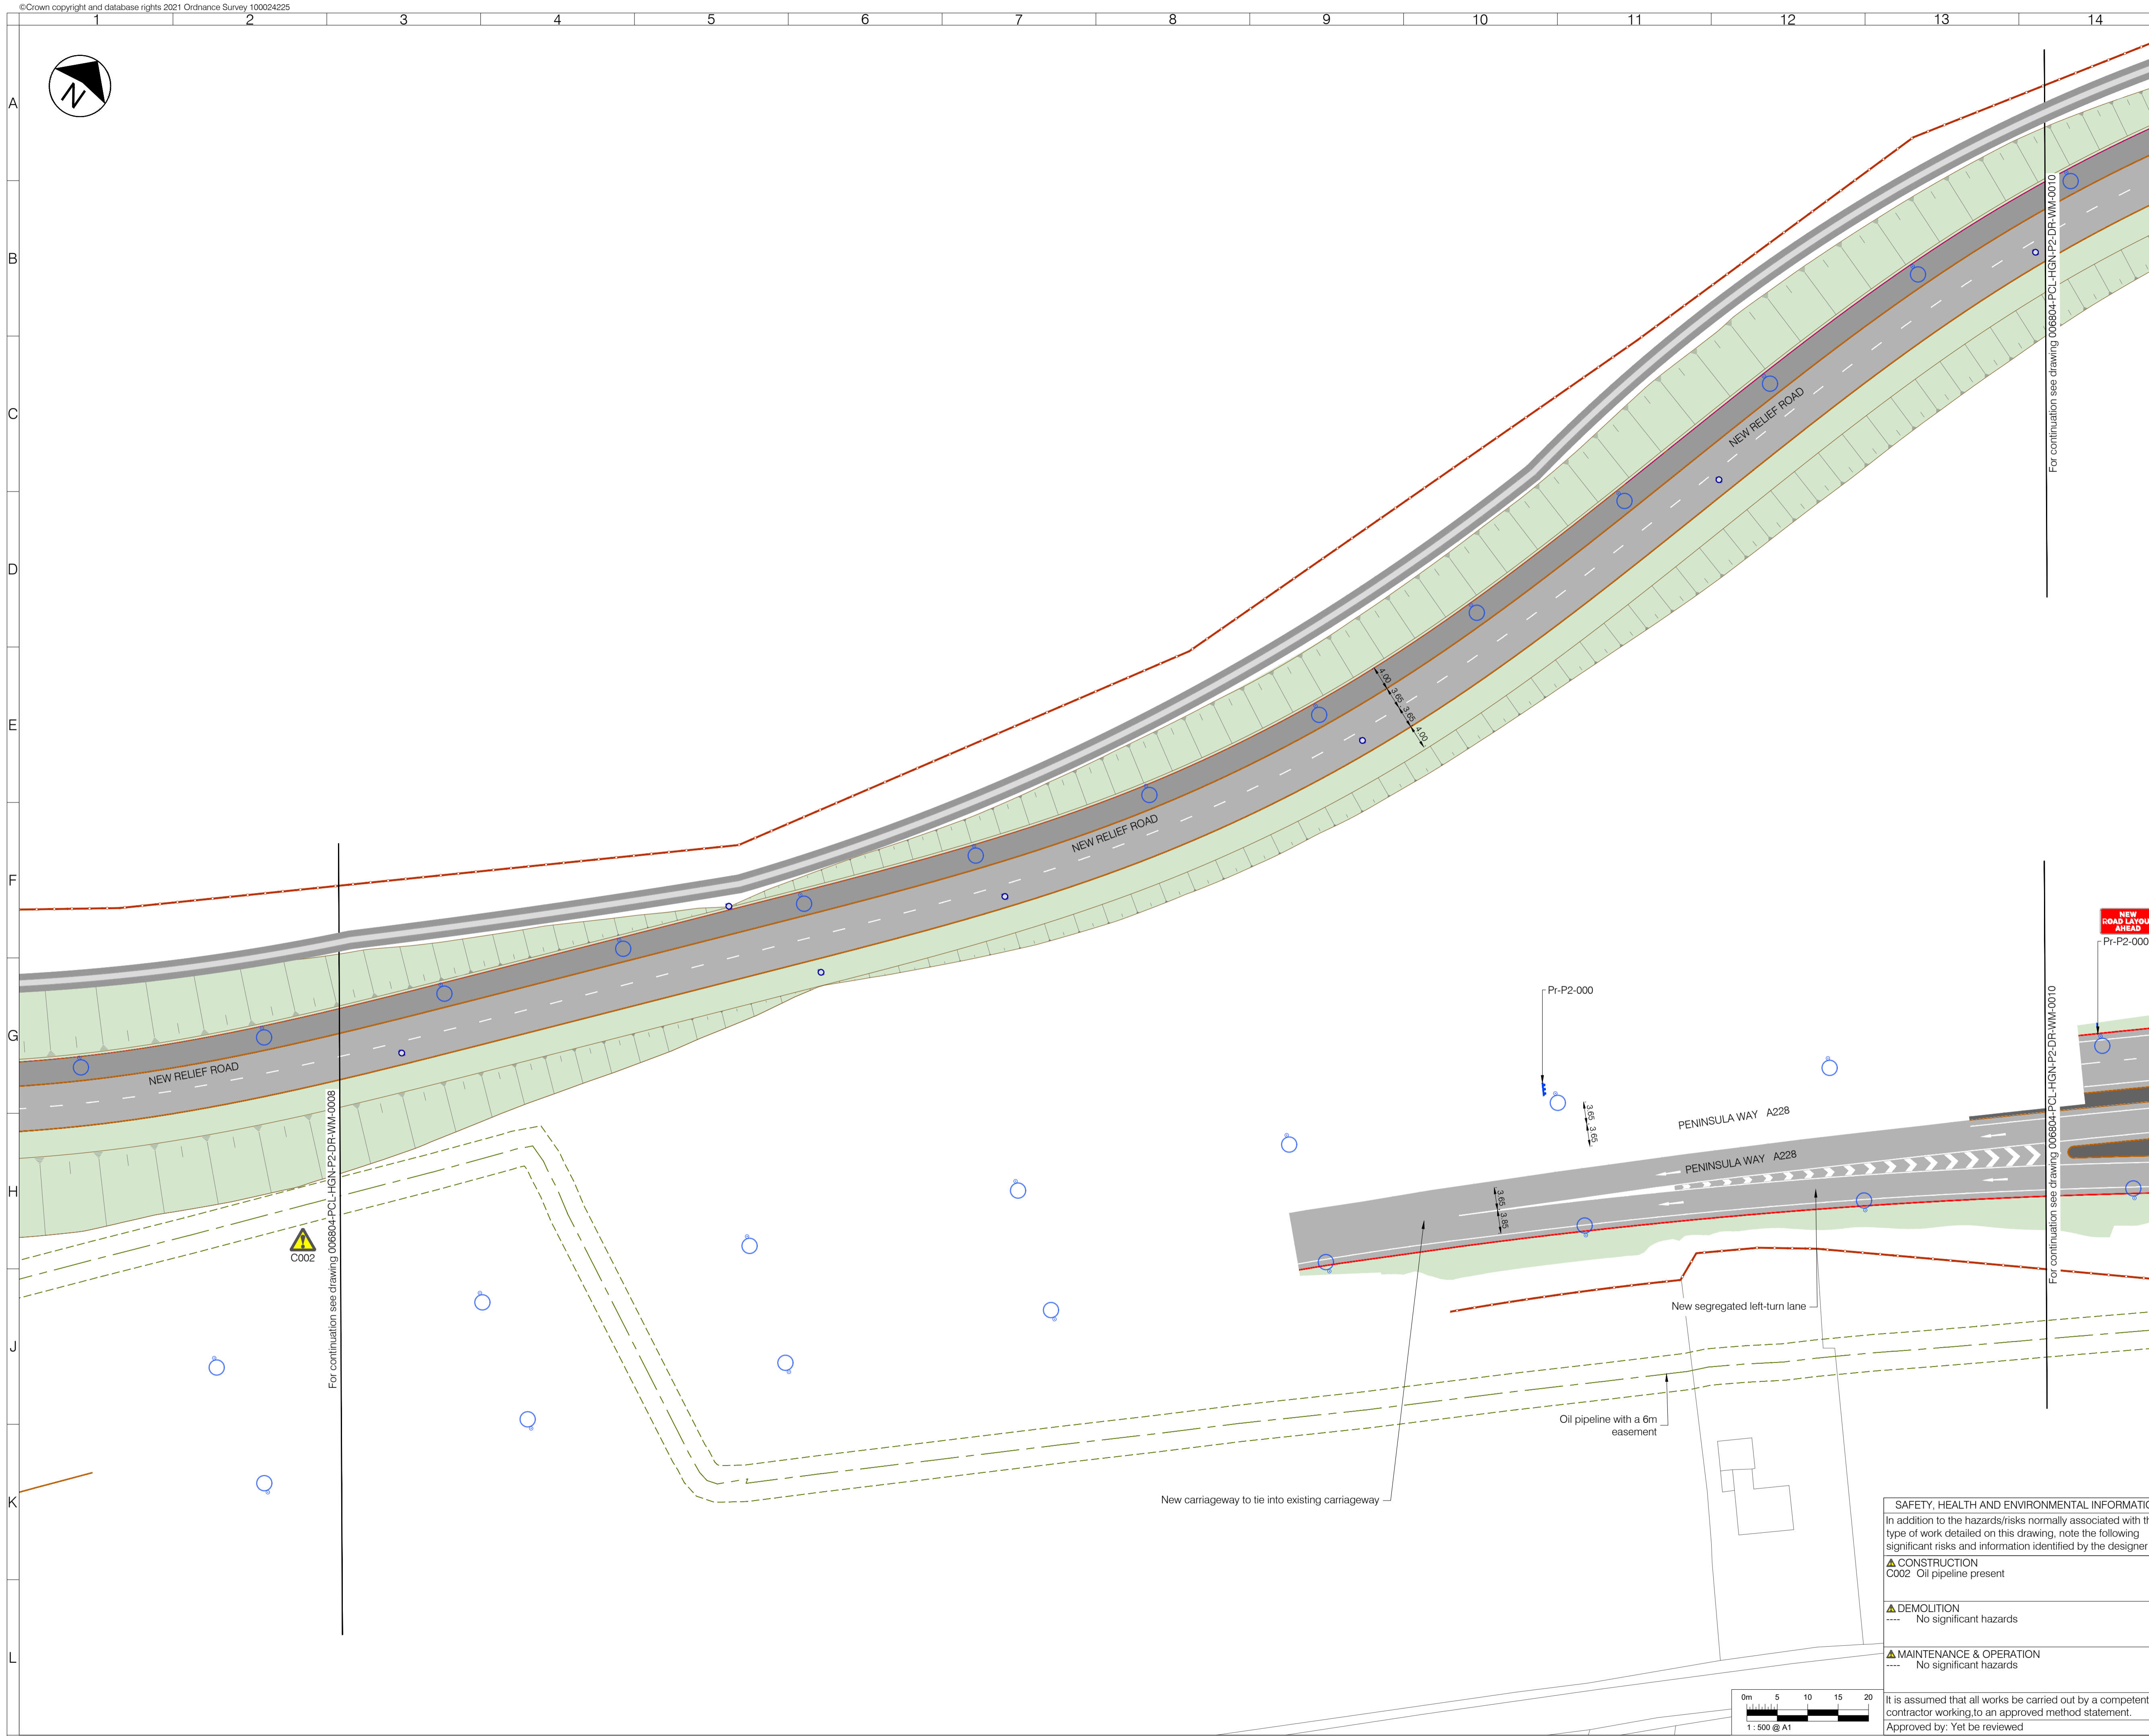 ©Crown copyright and database rights 2021 Ordnance Survey 100024225
1 2 3 4 5 6 7 8 9 10 11 12 13 14
A
B
C
D
E
F
G
H
J
K
L
N
For continuation see drawing 006804-PCL-HGN-P2-DR-WM-0010
NEW RELIEF ROAD
4.00
3.65
3.65
4.00
NEW RELIEF ROAD
NEW RELIEF ROAD
For continuation see drawing 006804-PCL-HGN-P2-DR-WM-0008
C002
NEW
ROAD LAYOU
AHEAD
Pr-P2-000
Pr-P2-000
3.65
3.65
PENINSULA WAY A228
PENINSULA WAY A228
3.65
3.85
For continuation see drawing 006804-PCL-HGN-P2-DR-WM-0010
New segregated left-turn lane
Oil pipeline with a 6m
easement
New carriageway to tie into existing carriageway
SAFETY, HEALTH AND ENVIRONMENTAL INFORMATIO
In addition to the hazards/risks normally associated with th
type of work detailed on this drawing, note the following
significant risks and information identified by the designer
CONSTRUCTION
C002 Oil pipeline present
DEMOLITION
---- No significant hazards
MAINTENANCE & OPERATION
---- No significant hazards
It is assumed that all works be carried out by a competent
contractor working,to an approved method statement.
Approved by: Yet be reviewed
0m 5 10 15 20
1 : 500 @ A1